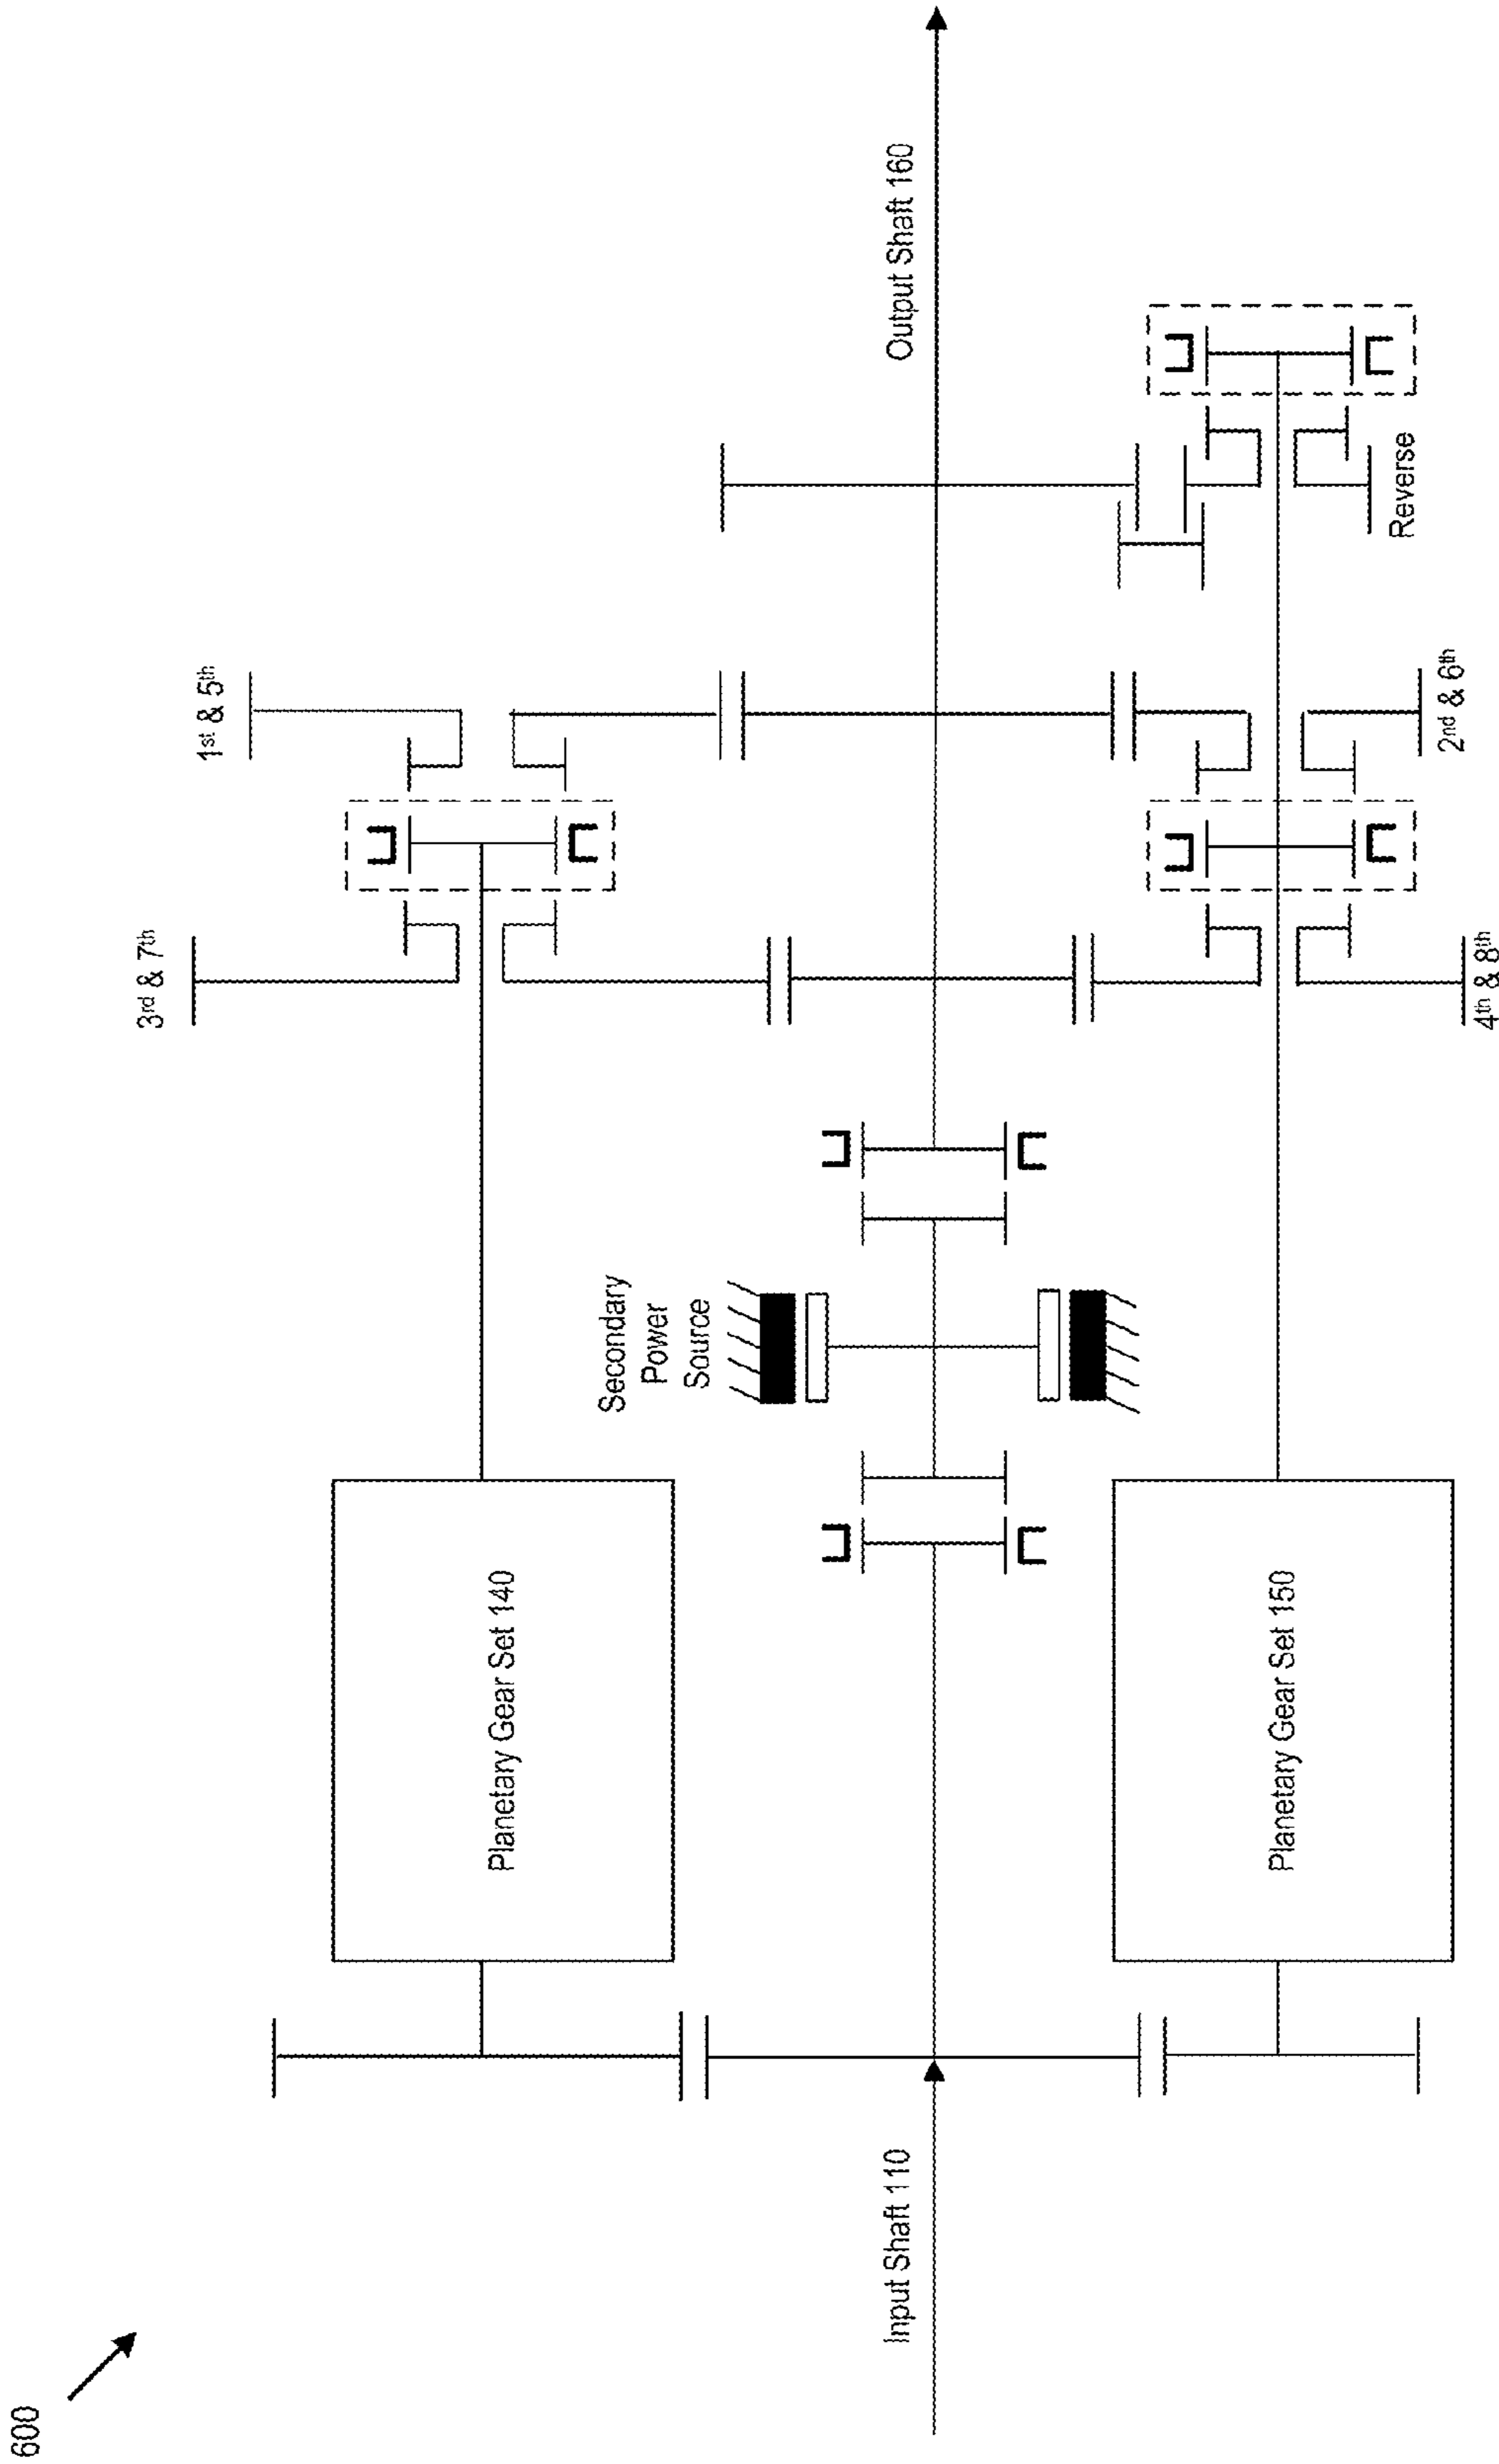 600
Input Shaft 110
Output Shaft 160
Planetary Gear Set 140
Planetary Gear Set 150
Secondary
Power
Source
3rd & 7th
1st & 5th
4th & 8th
2nd & 6th
Reverse